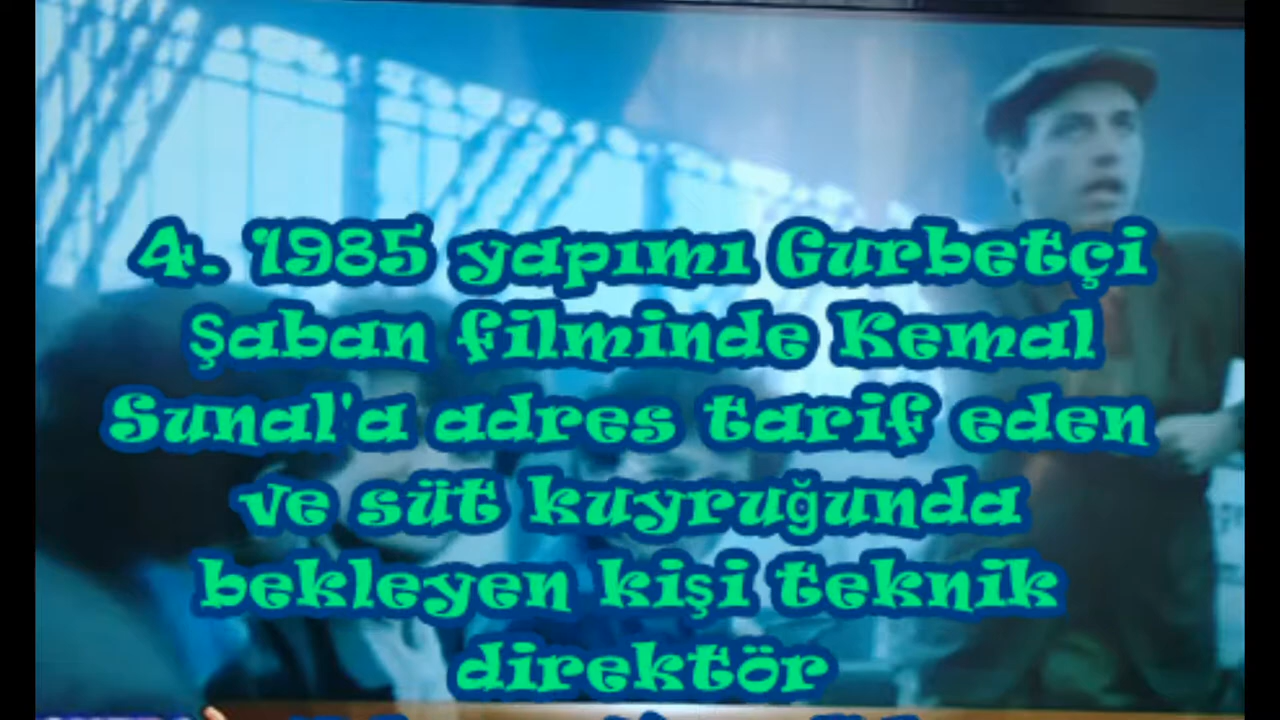 4. 1985 yapımı Gurbetçi
Şaban filminde Kemal
Sunal'a adres tarif eden
ve süt kuyruğunda
bekleyen kişi teknik
direktör